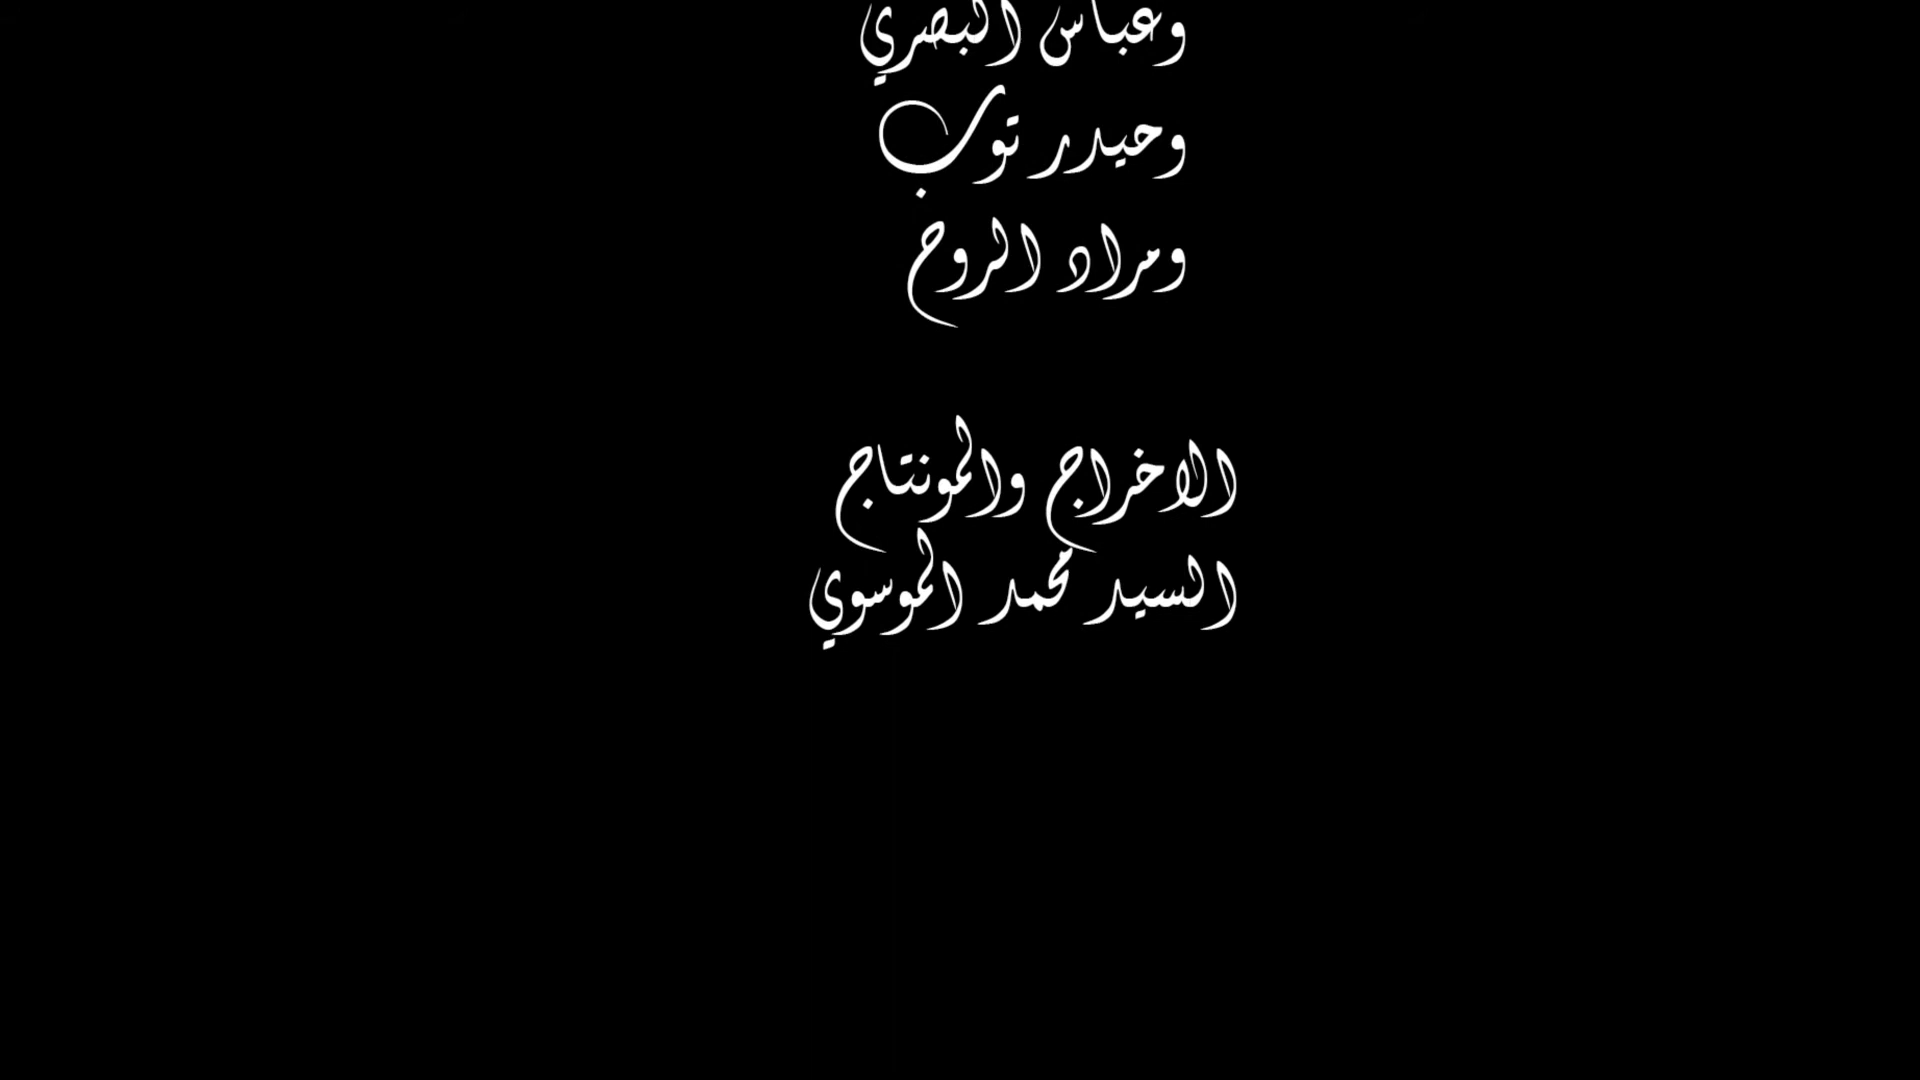 وعباس البصري
وحيدر توب
ومراد الروح
الاخراج والمونتاج
السيد محمد الموسوي